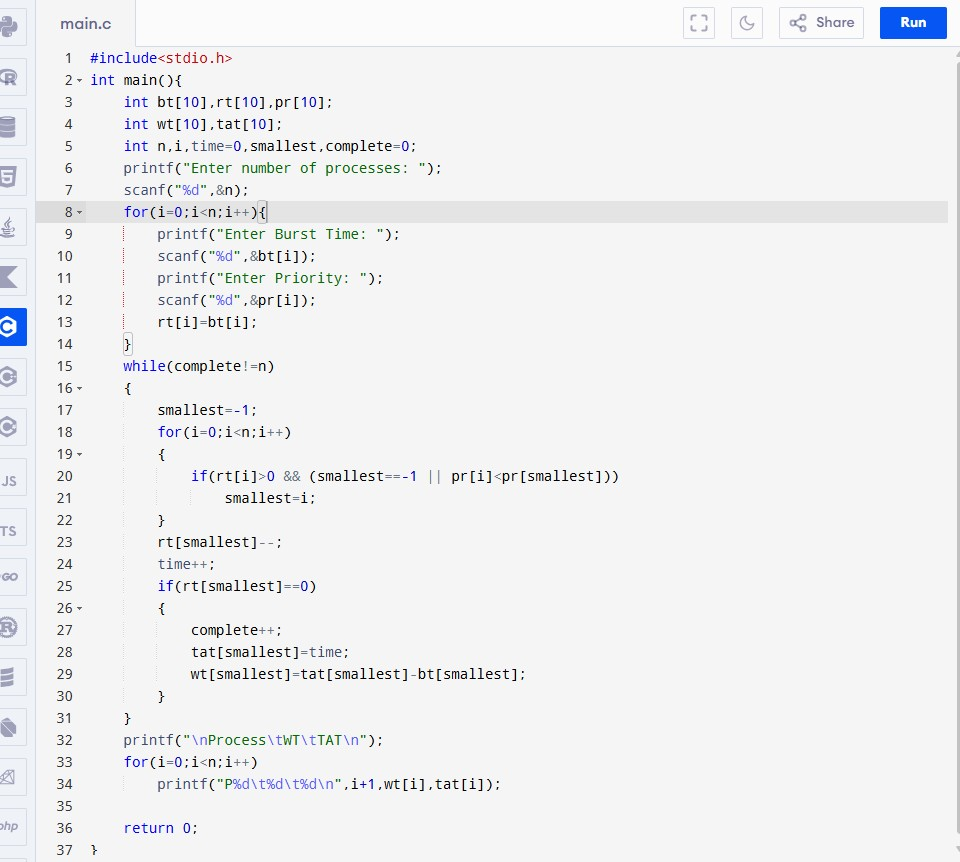 main.c
Share
Run
1 #include<stdio.h>
2 int main(){
3     int bt[10],rt[10],pr[10];
4     int wt[10],tat[10];
5     int n,i,time=0,smallest,complete=0;
6     printf("Enter number of processes: ");
7     scanf("%d",&n);
8     for(i=0;i<n;i++){
9         printf("Enter Burst Time: ");
10         scanf("%d",&bt[i]);
11         printf("Enter Priority: ");
12         scanf("%d",&pr[i]);
13         rt[i]=bt[i];
14     }
15     while(complete!=n)
16     {
17         smallest=-1;
18         for(i=0;i<n;i++)
19         {
20             if(rt[i]>0 && (smallest==-1 || pr[i]<pr[smallest]))
21                 smallest=i;
22         }
23         rt[smallest]--;
24         time++;
25         if(rt[smallest]==0)
26         {
27             complete++;
28             tat[smallest]=time;
29             wt[smallest]=tat[smallest]-bt[smallest];
30         }
31     }
32     printf("\nProcess\tWT\tTAT\n");
33     for(i=0;i<n;i++)
34         printf("P%d\t%d\t%d\n",i+1,wt[i],tat[i]);
35
36     return 0;
37 }
R
5
C
JS
TS
GO
R
php